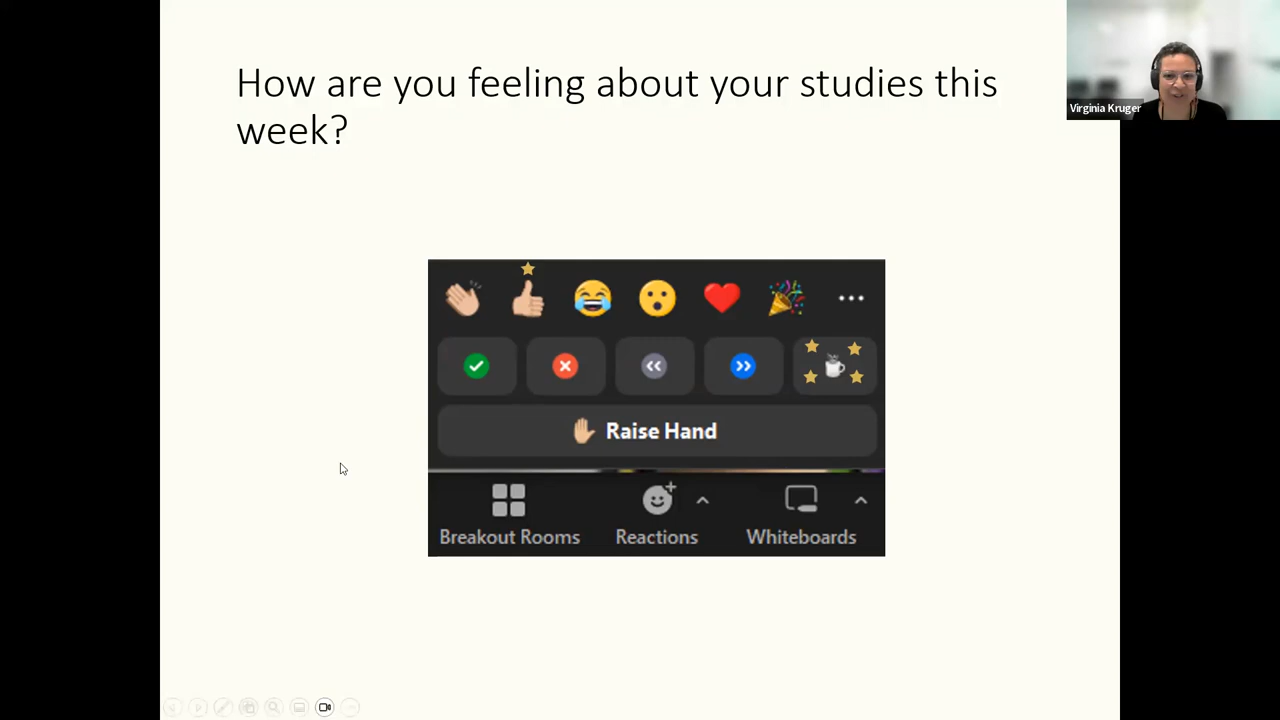 How are you feeling about your studies this
week?
Virginia Kruger
Raise Hand
Breakout Rooms
Reactions
Whiteboards